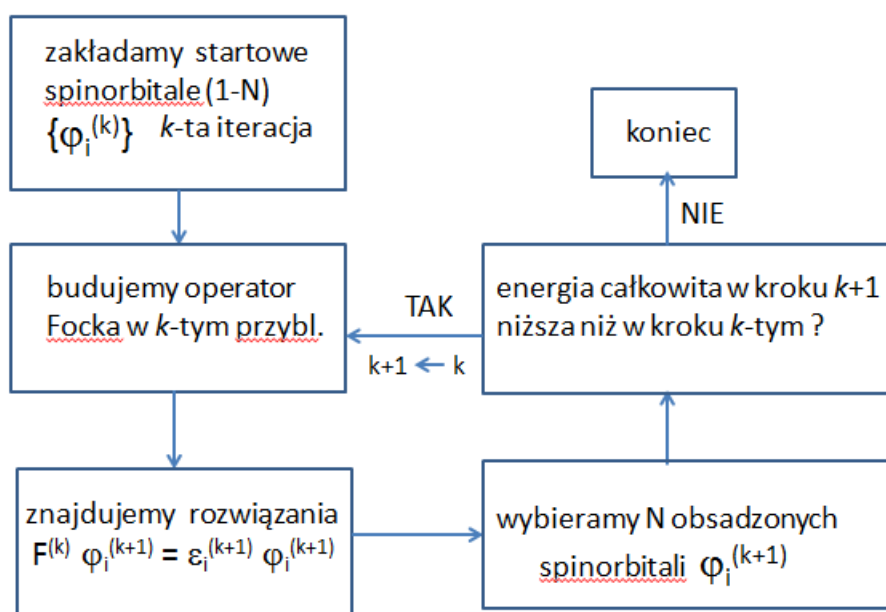 zakładamy startowe
spinorbitale (1-N)
{φᵢ⁽ᵏ⁾} k-ta iteracja
koniec
NIE
budujemy operator
Focka w k-tym przybl.
TAK
k+1 ← k
energia całkowita w kroku k+1
niższa niż w kroku k-tym ?
znajdujemy rozwiązania
F⁽ᵏ⁾ φᵢ⁽ᵏ⁺¹⁾ = εᵢ⁽ᵏ⁺¹⁾ φᵢ⁽ᵏ⁺¹⁾
wybieramy N obsadzonych
spinorbitali φᵢ⁽ᵏ⁺¹⁾